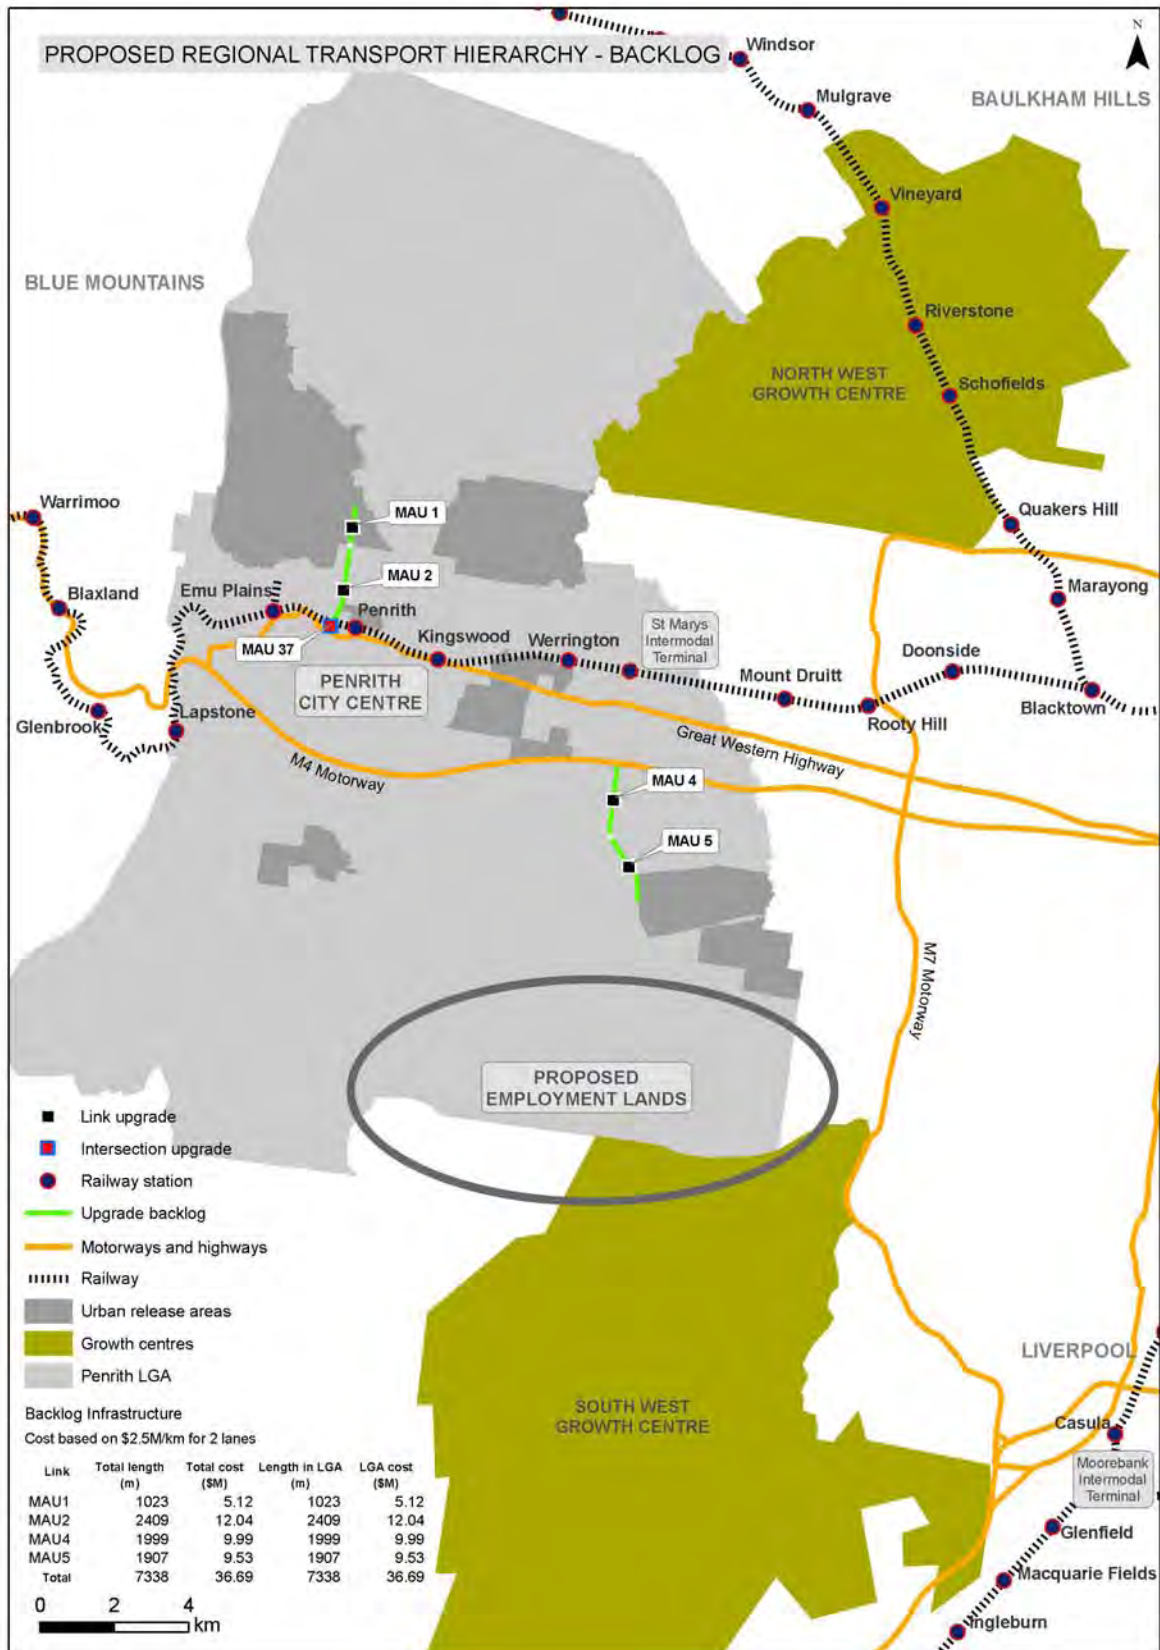 PROPOSED REGIONAL TRANSPORT HIERARCHY - BACKLOG
N
Windsor
Mulgrave
BAULKHAM HILLS
Vineyard
BLUE MOUNTAINS
Riverstone
NORTH WEST
GROWTH CENTRE
Schofields
Warrimoo
MAU 1
Quakers Hill
MAU 2
Blaxland
Emu Plains
Marayong
Penrith
MAU 37
Kingswood
Werrington
St Marys
Intermodal
Terminal
Doonside
PENRITH
CITY CENTRE
Mount Druitt
Glenbrook
Lapstone
Rooty Hill
Blacktown
M4 Motorway
Great Western Highway
MAU 4
MAU 5
M7 Motorway
PROPOSED
EMPLOYMENT LANDS
Link upgrade
Intersection upgrade
Railway station
Upgrade backlog
Motorways and highways
Railway
Urban release areas
Growth centres
Penrith LGA
LIVERPOOL
SOUTH WEST
GROWTH CENTRE
Casula
Moorebank
Intermodal
Terminal
Glenfield
Macquarie Fields
Ingleburn
Backlog Infrastructure
Cost based on $2.5M/km for 2 lanes
Link Total length (m) Total cost ($M) Length in LGA (m) LGA cost ($M)
MAU1 1023 5.12 1023 5.12
MAU2 2409 12.04 2409 12.04
MAU4 1999 9.99 1999 9.99
MAU5 1907 9.53 1907 9.53
Total 7338 36.69 7338 36.69
0 2 4
km